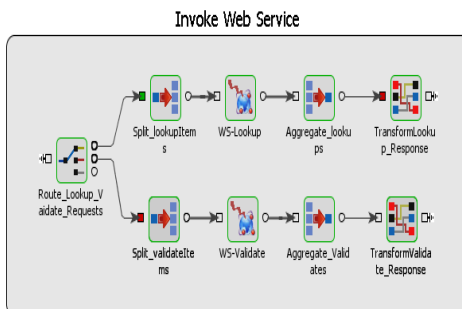 Invoke Web Service
Split_lookupItem
s
WS-Lookup
Aggregate_looku
ps
TransformLooku
p_Response
Route_Lookup_V
aidate_Requests
Split_validateIte
ms
WS-Validate
Aggregate_Valid
ates
TransformValida
te_Response